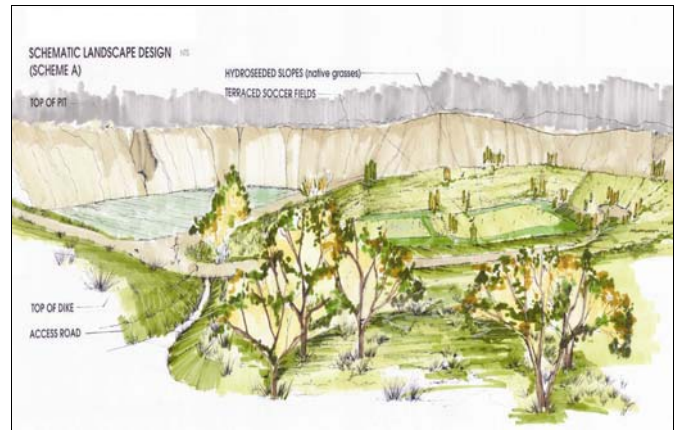 SCHEMATIC LANDSCAPE DESIGN NTS
(SCHEME A)
HYDROSEEDED SLOPES (native grasses)
TERRACED SOCCER FIELDS
TOP OF PIT
TOP OF DIKE
ACCESS ROAD